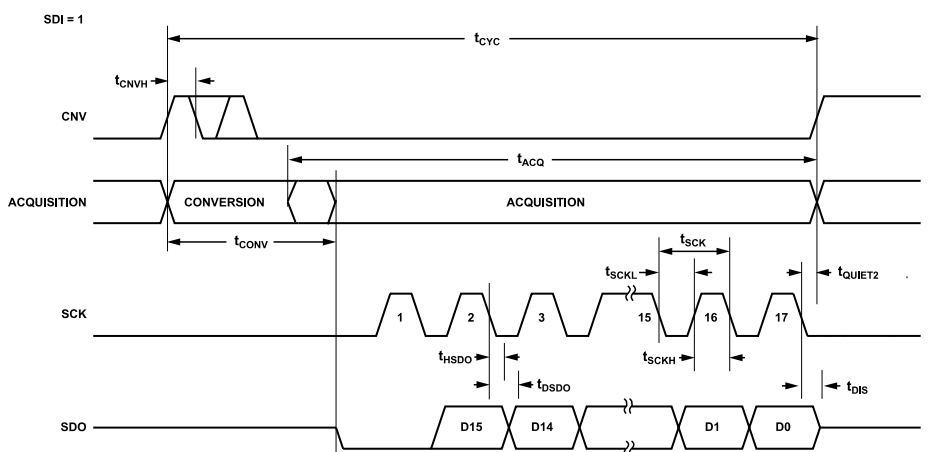 SDI = 1
tCYC
tCNVH
CNV
tACQ
ACQUISITION
CONVERSION
ACQUISITION
tCONV
tSCK
tSCKL
tQUIET2
SCK
1
2
3
15
16
17
tHSDO
tSCKH
tDSDO
tDIS
SDO
D15
D14
D1
D0